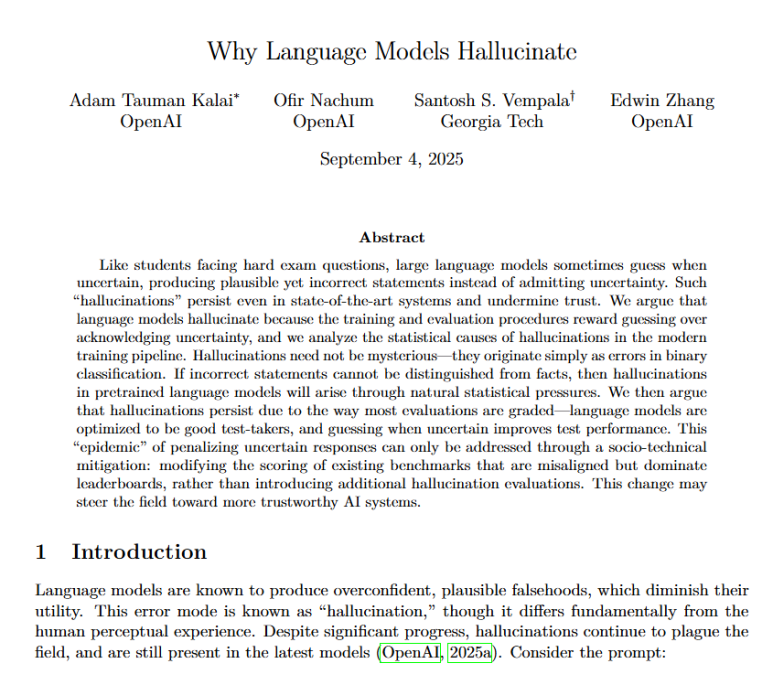 Why Language Models Hallucinate
Adam Tauman Kalai* Ofir Nachum Santosh S. Vempala† Edwin Zhang
OpenAI OpenAI Georgia Tech OpenAI
September 4, 2025
Abstract
Like students facing hard exam questions, large language models sometimes guess when
uncertain, producing plausible yet incorrect statements instead of admitting uncertainty. Such
“hallucinations” persist even in state-of-the-art systems and undermine trust. We argue that
language models hallucinate because the training and evaluation procedures reward guessing over
acknowledging uncertainty, and we analyze the statistical causes of hallucinations in the modern
training pipeline. Hallucinations need not be mysterious—they originate simply as errors in binary
classification. If incorrect statements cannot be distinguished from facts, then hallucinations
in pretrained language models will arise through natural statistical pressures. We then argue
that hallucinations persist due to the way most evaluations are graded—language models are
optimized to be good test-takers, and guessing when uncertain improves test performance. This
“epidemic” of penalizing uncertain responses can only be addressed through a socio-technical
mitigation: modifying the scoring of existing benchmarks that are misaligned but dominate
leaderboards, rather than introducing additional hallucination evaluations. This change may
steer the field toward more trustworthy AI systems.
1 Introduction
Language models are known to produce overconfident, plausible falsehoods, which diminish their
utility. This error mode is known as “hallucination,” though it differs fundamentally from the
human perceptual experience. Despite significant progress, hallucinations continue to plague the
field, and are still present in the latest models (OpenAI, 2025a). Consider the prompt: